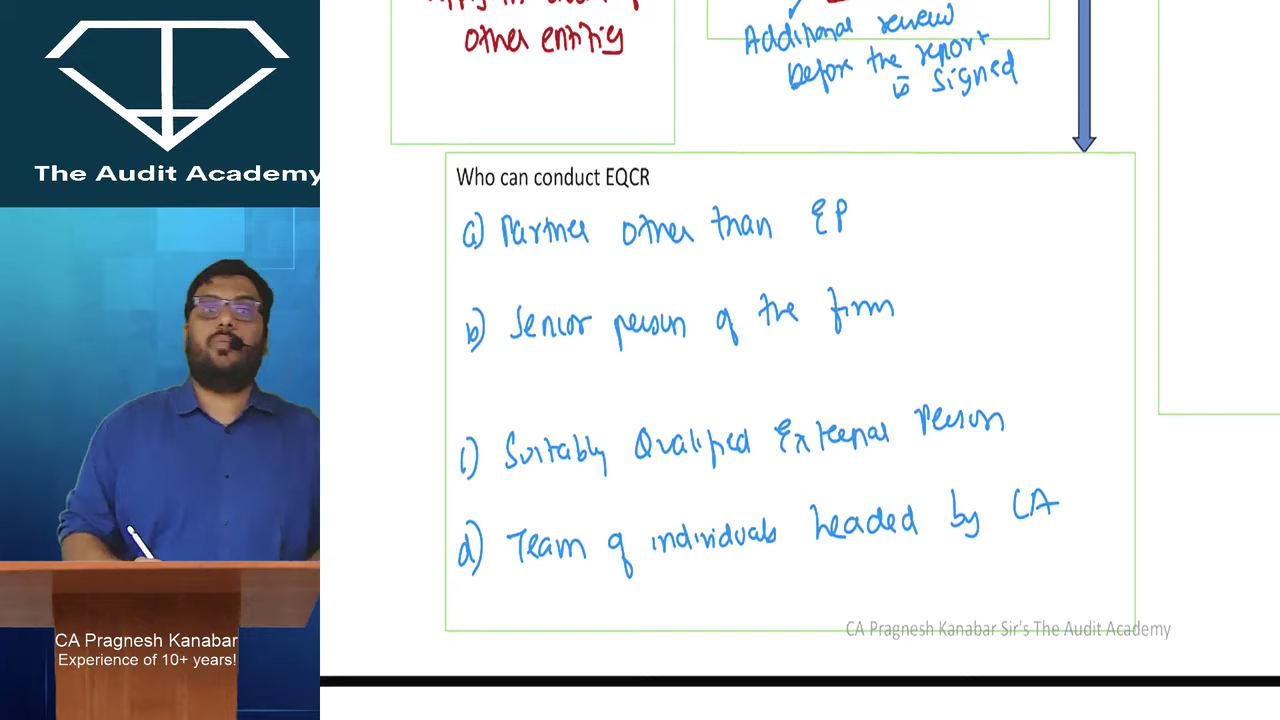 other entity
Additional review
before the report
is signed
The Audit Academy
Who can conduct EQCR
a) Partner other than EP
b) Senior person of the firm
c) Suitably Qualified External Person
d) Team of individuals headed by CA
CA Pragnesh Kanabar
Experience of 10+ years!
CA Pragnesh Kanabar Sir's The Audit Academy